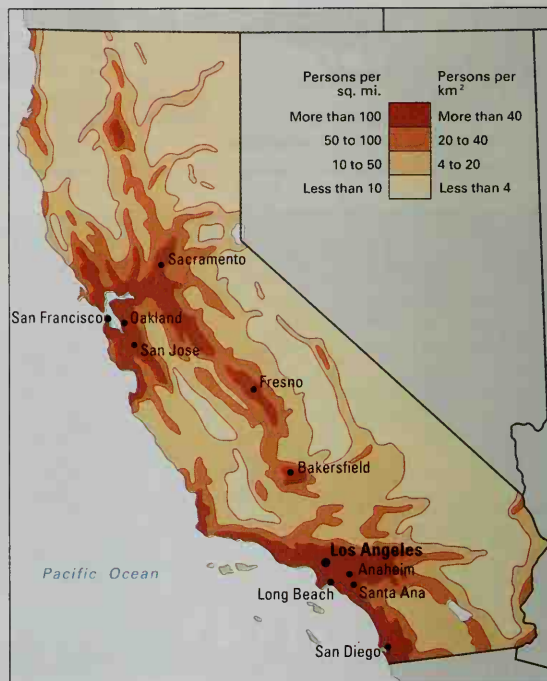 Persons per
sq. mi.
Persons per
km²
More than 100
More than 40
50 to 100
20 to 40
10 to 50
4 to 20
Less than 10
Less than 4
Sacramento
San Francisco
Oakland
San Jose
Fresno
Bakersfield
Los Angeles
Pacific Ocean
Anaheim
Long Beach
Santa Ana
San Diego